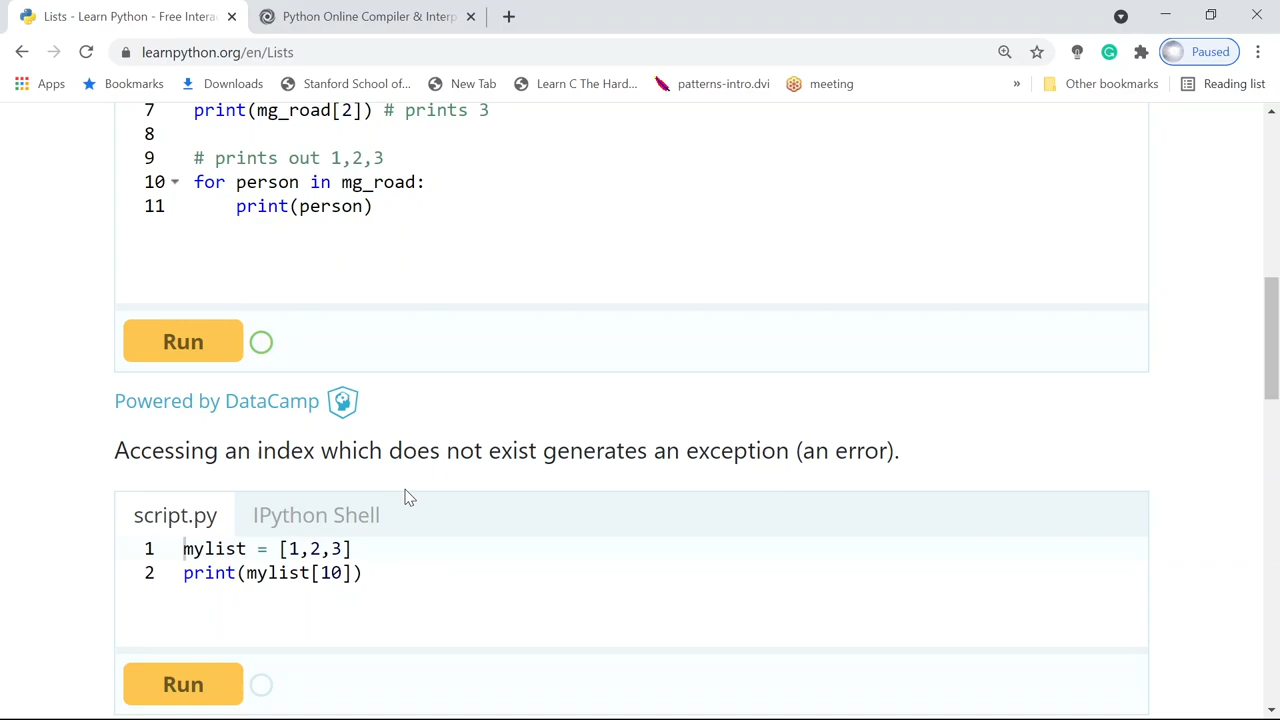 Lists - Learn Python - Free Intera
Python Online Compiler & Interp
learnpython.org/en/Lists
Paused
Apps
Bookmarks
Downloads
Stanford School of...
New Tab
Learn C The Hard...
patterns-intro.dvi
meeting
»
Other bookmarks
Reading list
7 print(mg_road[2]) # prints 3
8
9 # prints out 1,2,3
10 for person in mg_road:
11 print(person)
Run
Powered by DataCamp
Accessing an index which does not exist generates an exception (an error).
script.py
IPython Shell
1 mylist = [1,2,3]
2 print(mylist[10])
Run